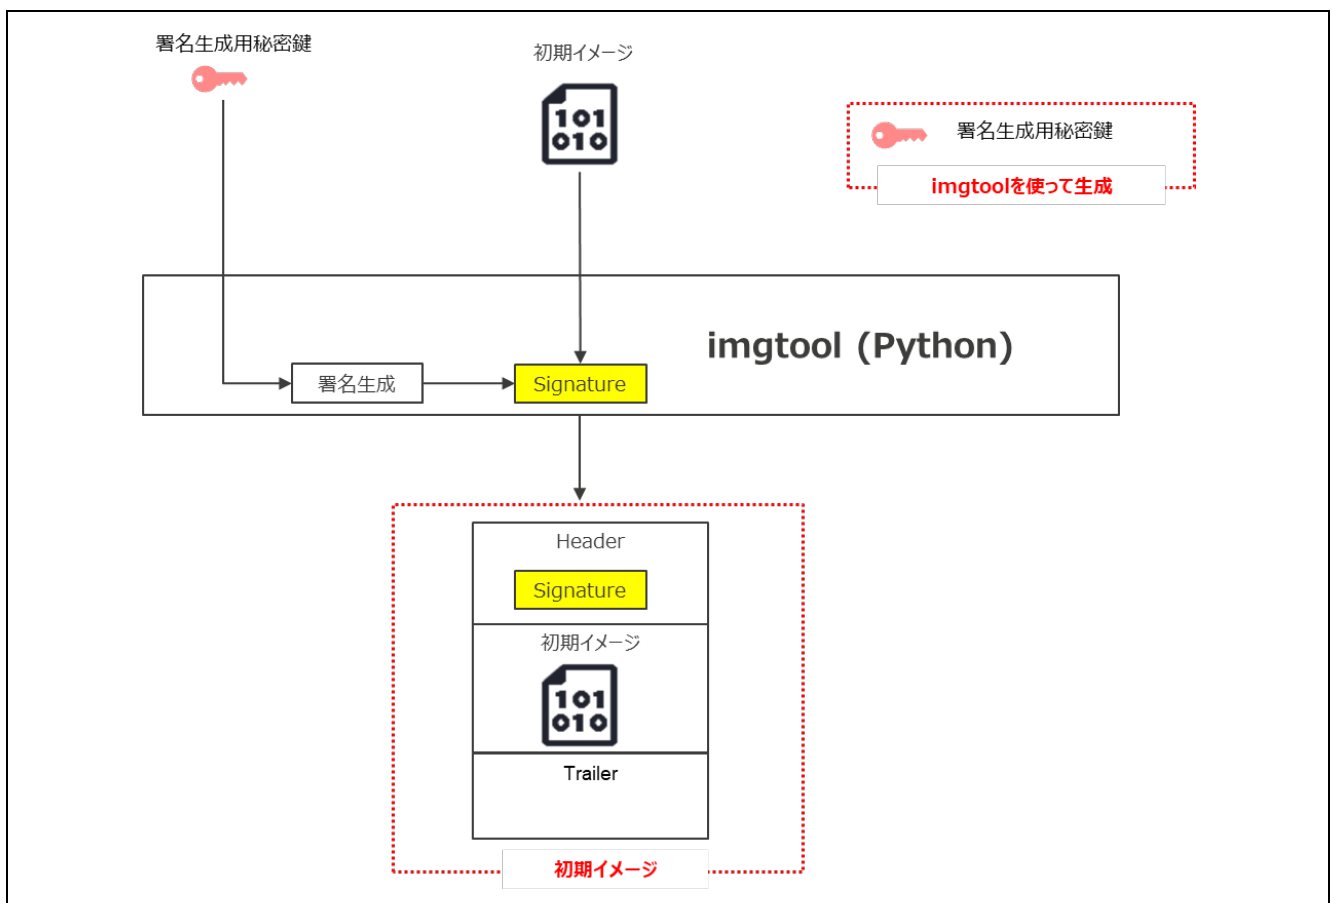 署名生成用秘密鍵
初期イメージ
101
010
署名生成用秘密鍵
imgtoolを使って生成
imgtool (Python)
署名生成
Signature
Header
Signature
初期イメージ
101
010
Trailer
初期イメージ